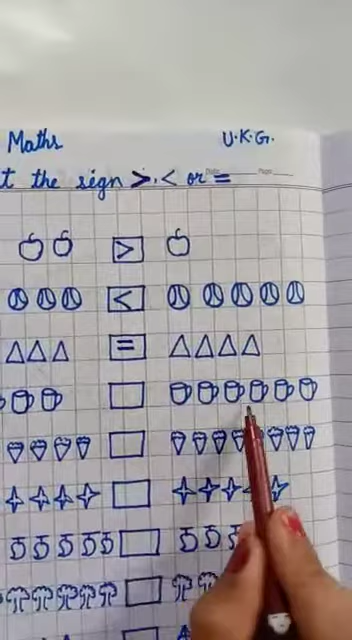 Maths U.K.G.
t the sign >, < or =
>
<
=